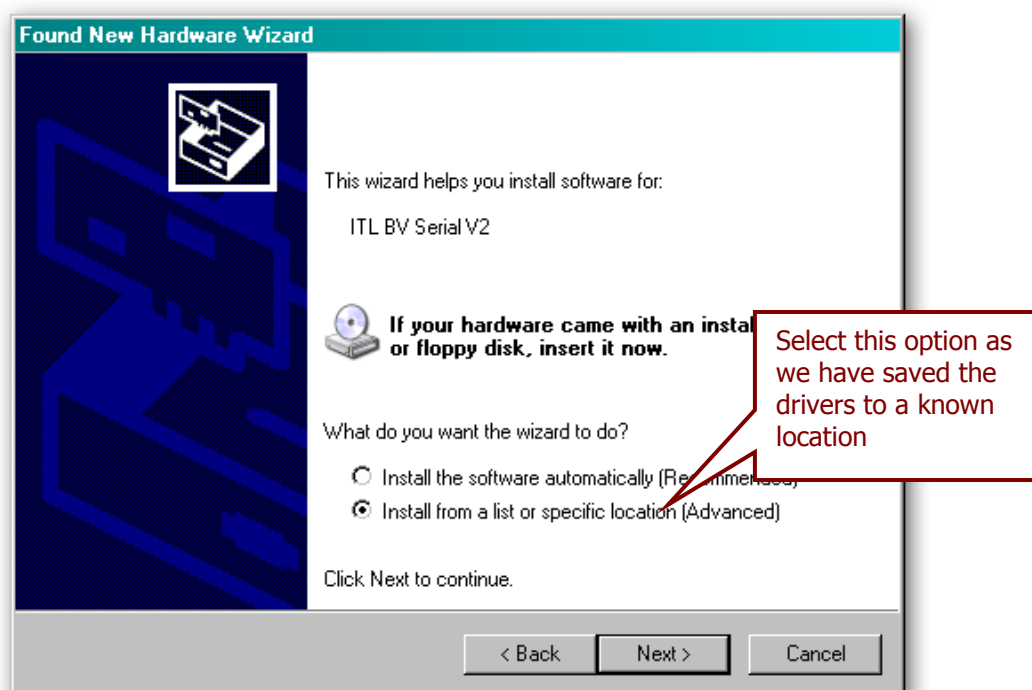 Found New Hardware Wizard
This wizard helps you install software for:
ITL BV Serial V2
If your hardware came with an
or floppy disk, insert it now.
Select this option as
we have saved the
drivers to a known
location
What do you want the wizard to do?
Install the software automatically (Recommended)
Install from a list or specific location (Advanced)
Click Next to continue.
< Back
Next >
Cancel